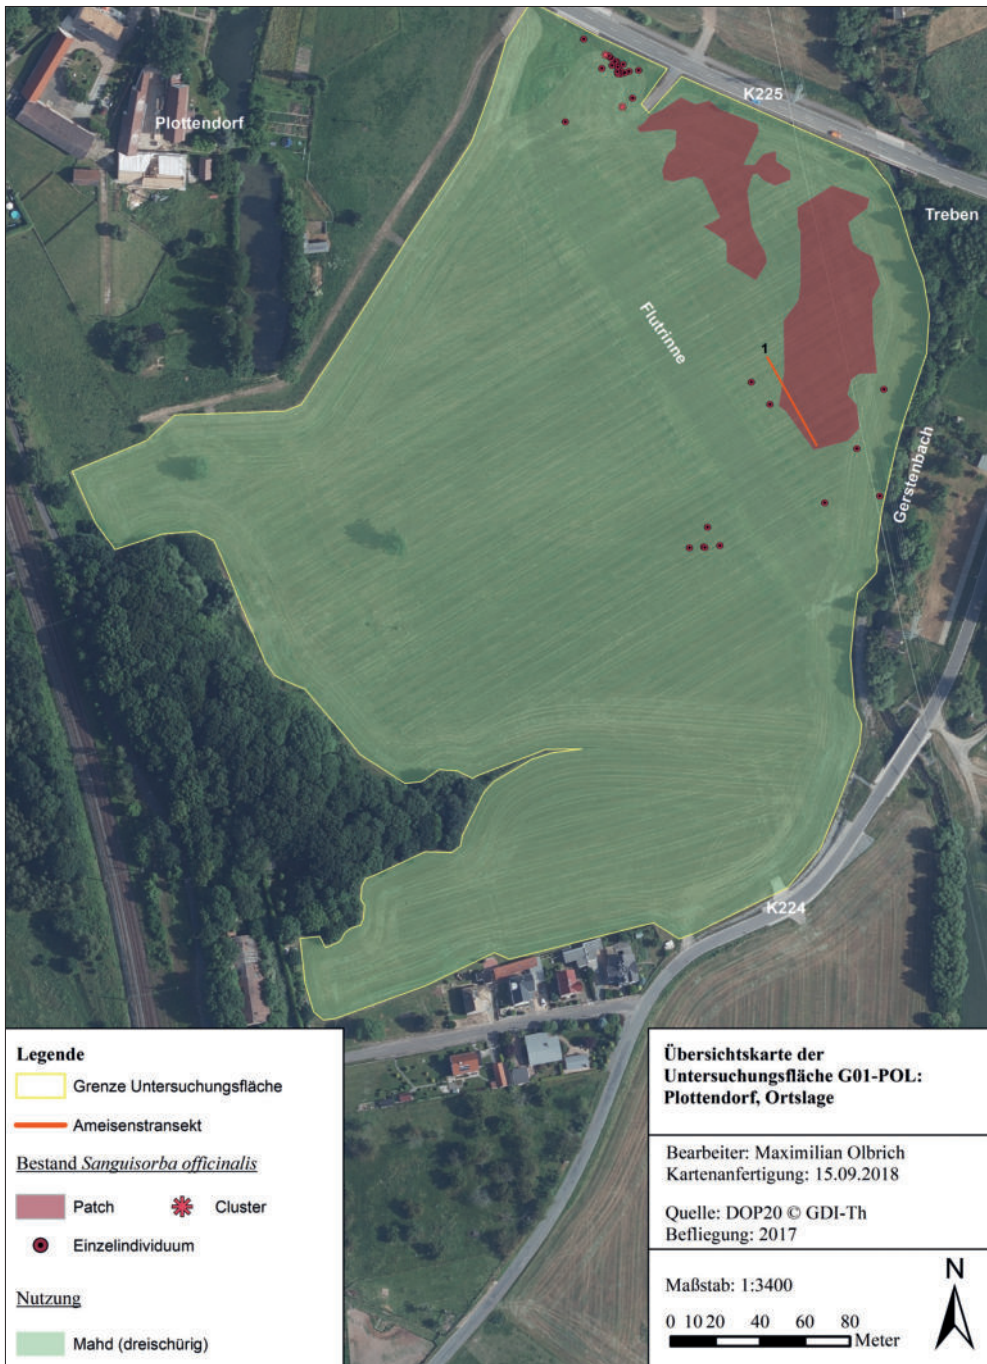 K225
Plottendorf
Treben
Flutrinne
1
Gerstenbach
K224
Legende
Grenze Untersuchungsfläche
Ameisenstransekt
Bestand Sanguisorba officinalis
Patch Cluster
Einzelindividuum
Nutzung
Mahd (dreischürig)
Übersichtskarte der
Untersuchungsfläche G01-POL:
Plottendorf, Ortslage
Bearbeiter: Maximilian Olbrich
Kartenanfertigung: 15.09.2018
Quelle: DOP20 © GDI-Th
Befliegung: 2017
Maßstab: 1:3400
N
0 10 20 40 60 80
Meter